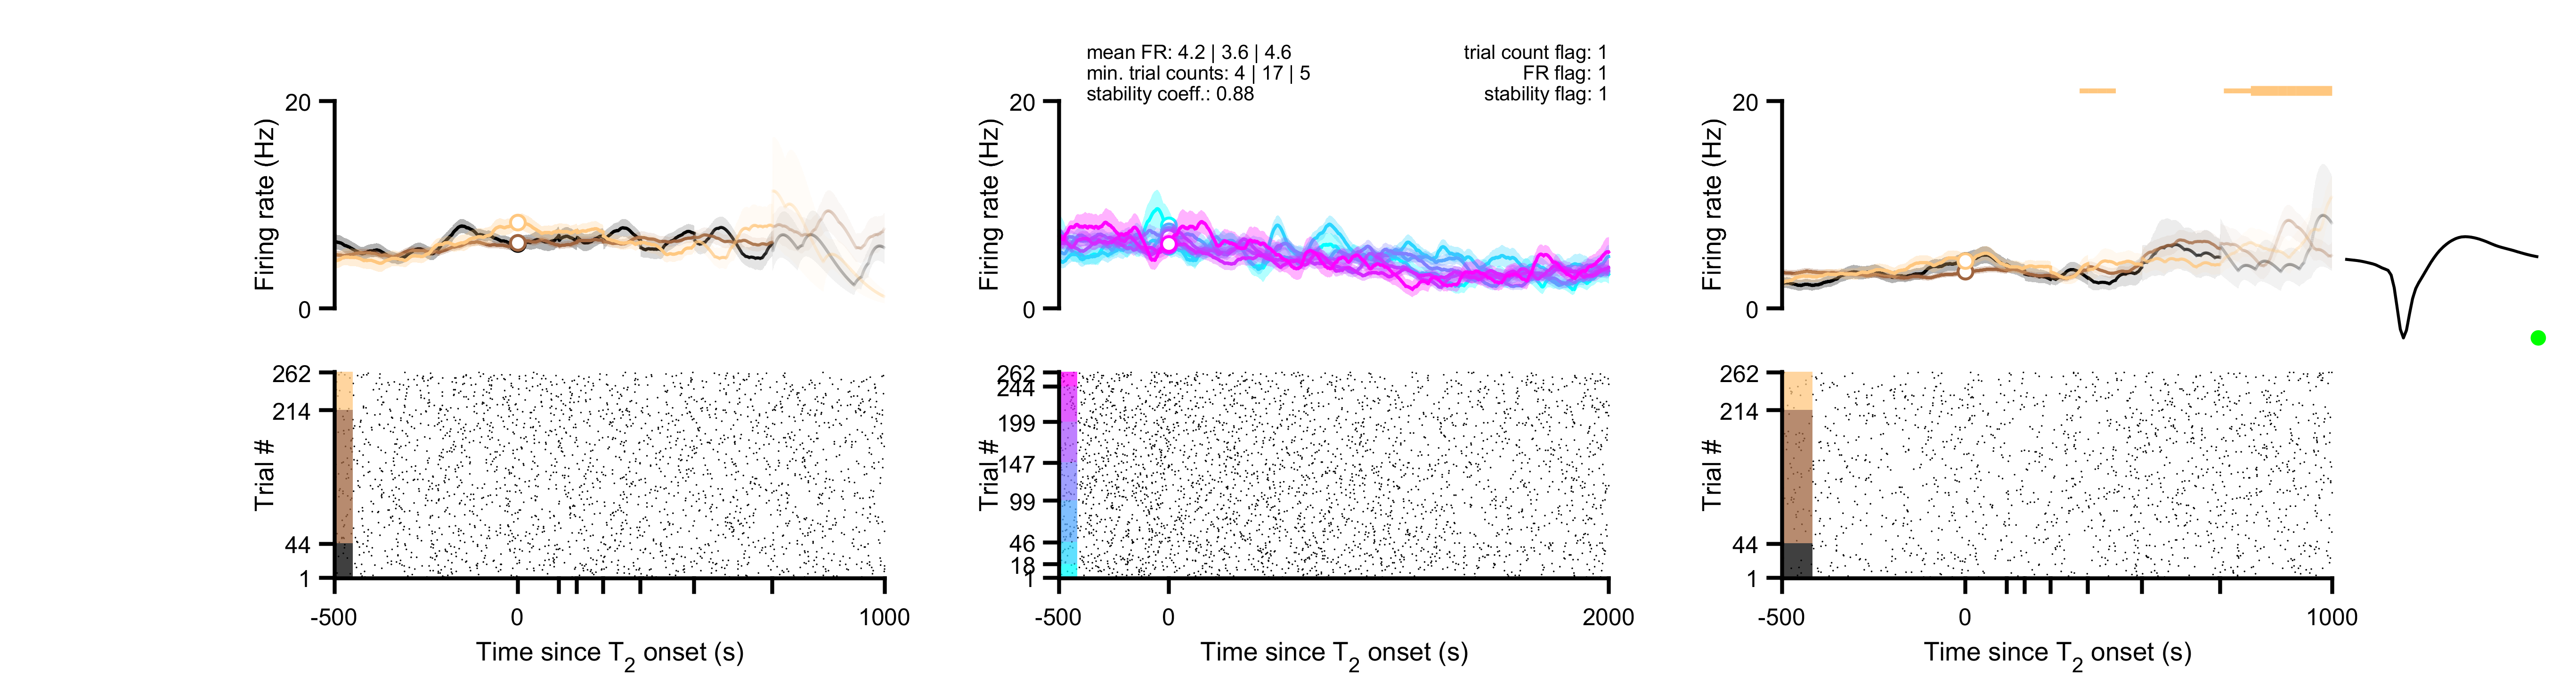 mean FR: 4.2 | 3.6 | 4.6
min. trial counts: 4 | 17 | 5
stability coeff.: 0.88
trial count flag: 1
FR flag: 1
stability flag: 1
20
Firing rate (Hz)
0
262
214
Trial #
44
1
-500
0
1000
Time since T2 onset (s)
20
Firing rate (Hz)
0
262
244
199
Trial #
147
99
46
18
1
-500
0
2000
Time since T2 onset (s)
20
Firing rate (Hz)
0
262
214
Trial #
44
1
-500
0
1000
Time since T2 onset (s)